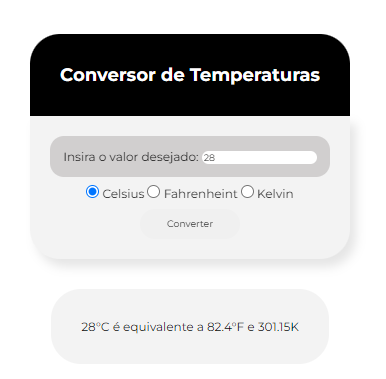 Conversor de Temperaturas
Insira o valor desejado: 28
Celsius Fahrenheint Kelvin
Converter
28°C é equivalente a 82.4°F e 301.15K